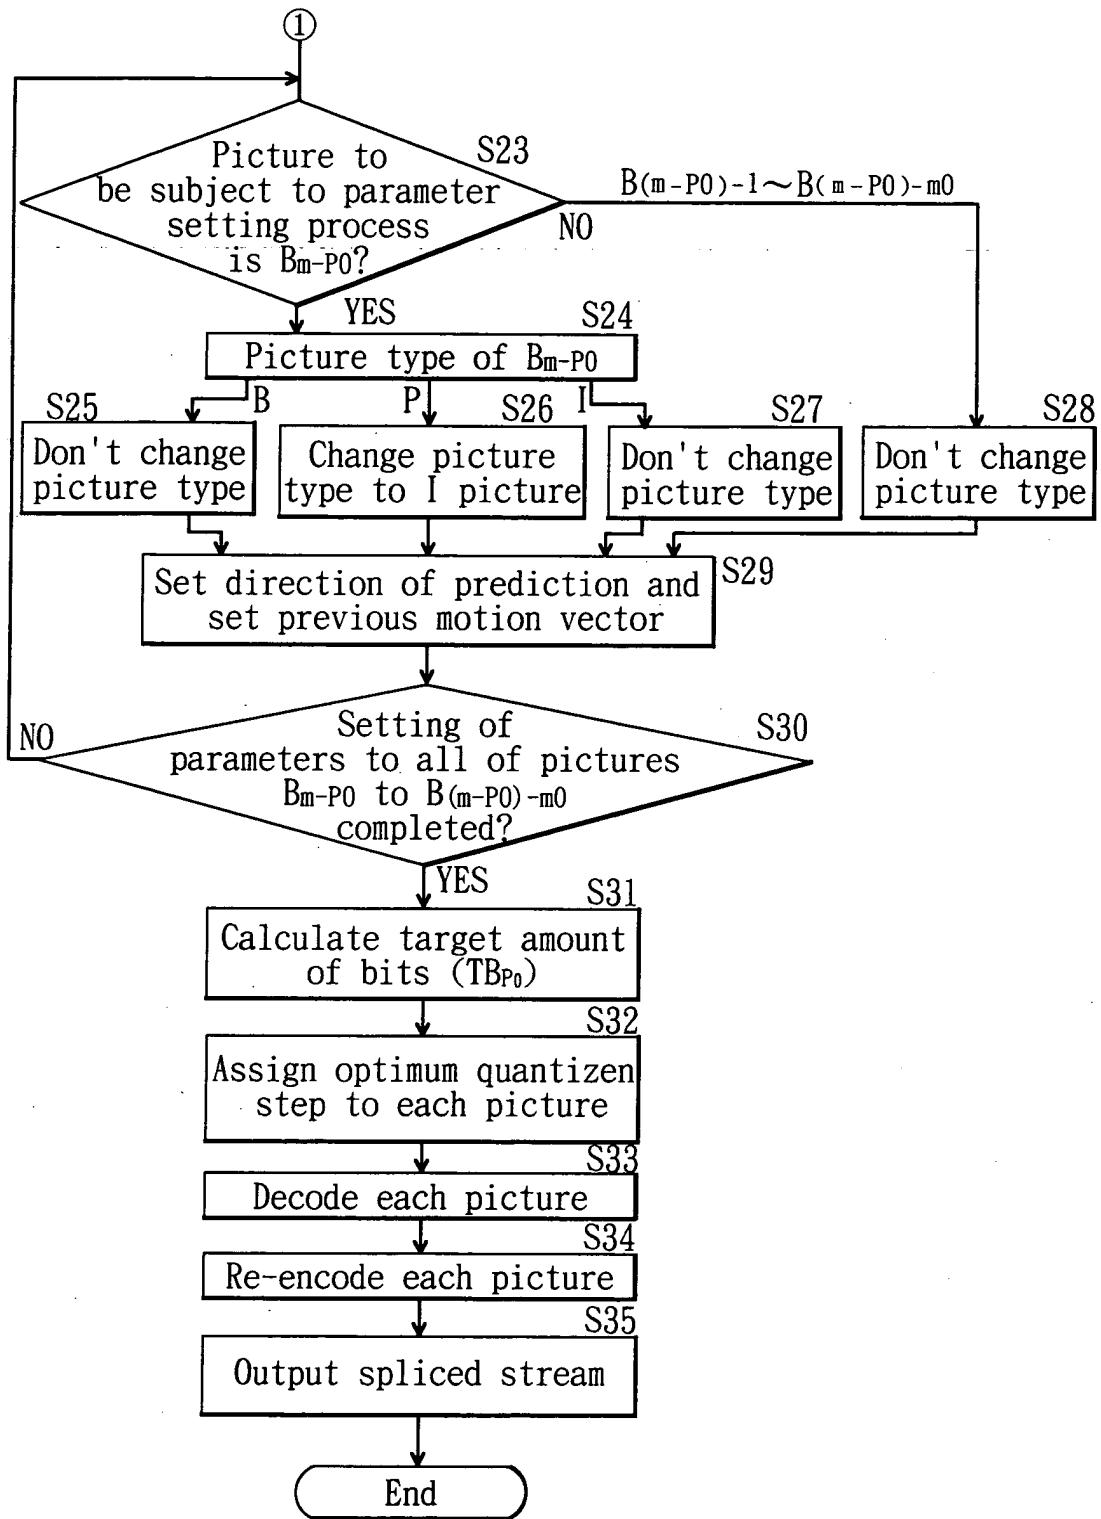 ①
Picture to
be subject to parameter
setting process
is Bm-P0?
S23
B(m-P0)-1~B(m-P0)-m0
NO
YES
S24
Picture type of Bm-P0
B
P
I
S25
Don't change
picture type
S26
Change picture
type to I picture
S27
Don't change
picture type
S28
Don't change
picture type
S29
Set direction of prediction and
set previous motion vector
NO
S30
Setting of
parameters to all of pictures
Bm-P0 to B(m-P0)-m0
completed?
YES
S31
Calculate target amount
of bits (TBP0)
S32
Assign optimum quantizen
step to each picture
S33
Decode each picture
S34
Re-encode each picture
S35
Output spliced stream
End